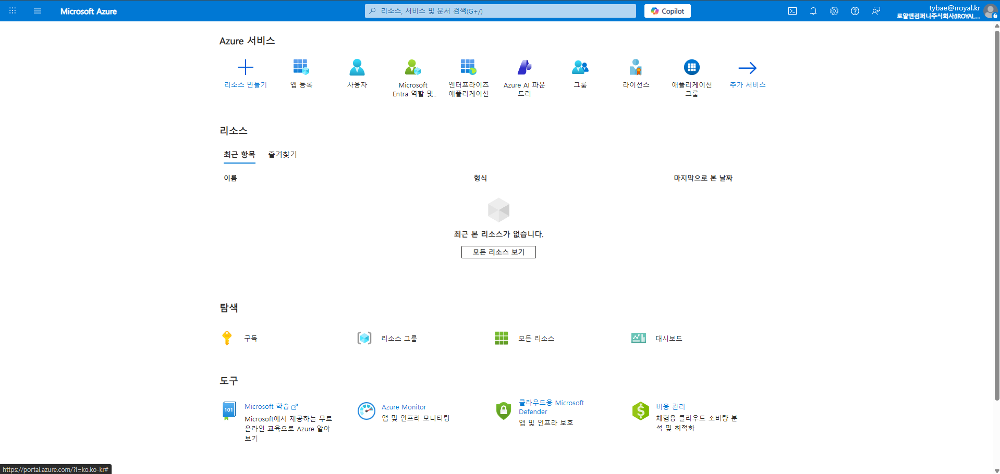 Microsoft Azure
리소스, 서비스 및 문서 검색(G+/)
Copilot
tybae@iroyal.kr
로얄앤컴퍼니주식회사(IROYAL....
Azure 서비스
리소스 만들기
앱 등록
사용자
Microsoft
Entra 역할 및..
엔터프라이즈
애플리케이션
Azure AI 파운
드리
그룹
라이선스
애플리케이션
그룹
추가 서비스
리소스
최근 항목
즐겨찾기
이름
형식
마지막으로 본 날짜
최근 본 리소스가 없습니다.
모든 리소스 보기
탐색
구독
리소스 그룹
모든 리소스
대시보드
도구
101
Microsoft 학습
Microsoft에서 제공하는 무료
온라인 교육으로 Azure 알아
보기
Azure Monitor
앱 및 인프라 모니터링
클라우드용 Microsoft
Defender
앱 및 인프라 보호
비용 관리
체험용 클라우드 소비량 분
석 및 최적화
https://portal.azure.com/?l=ko.ko-kr#